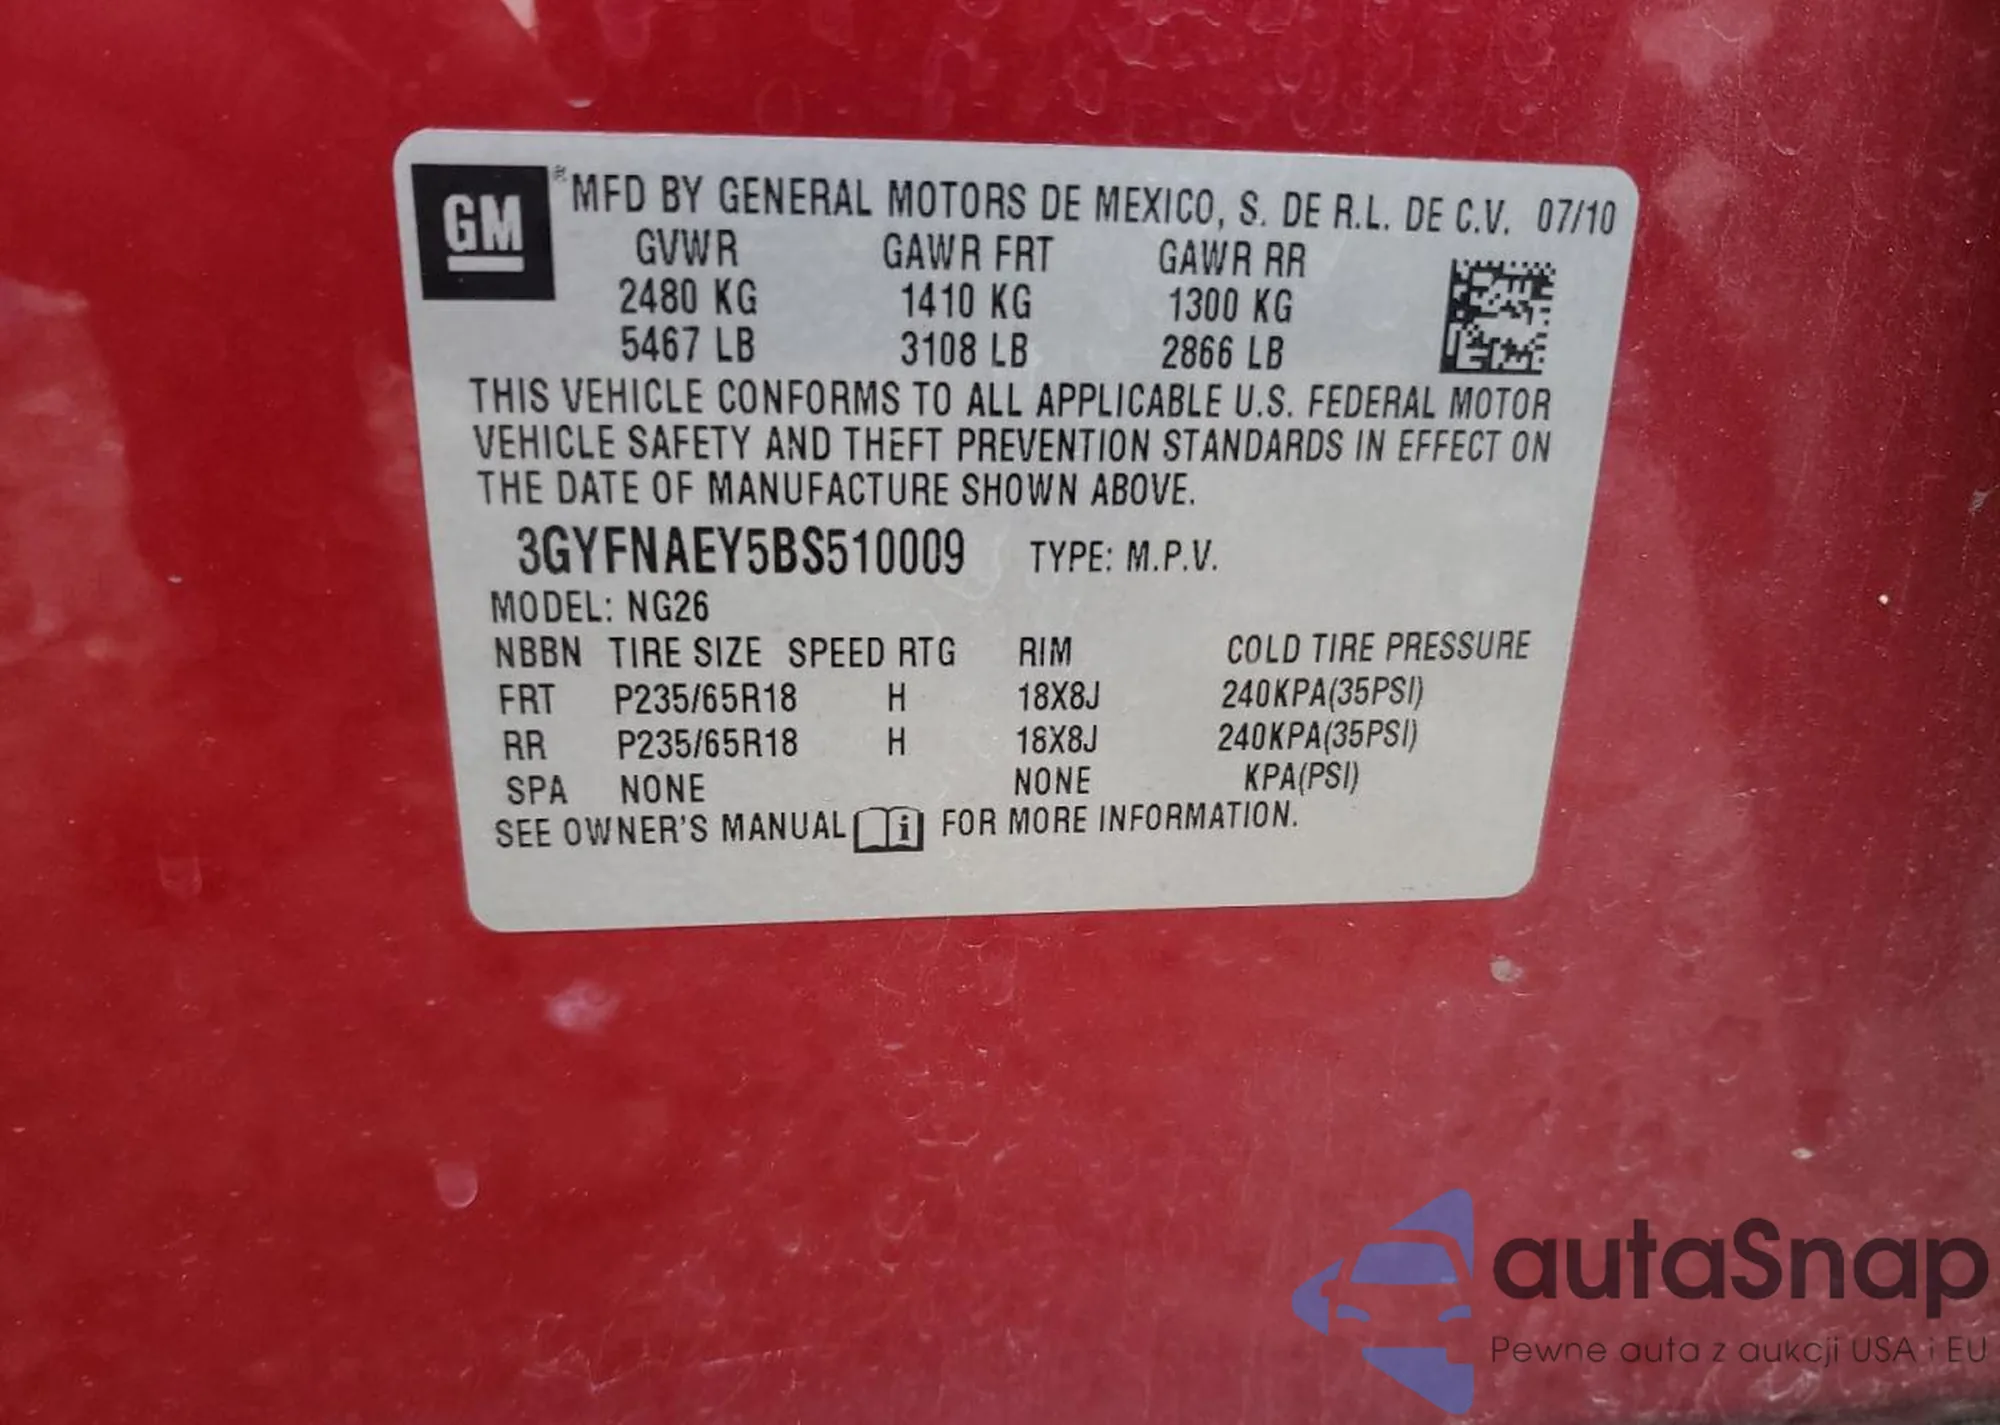 GM
® MFD BY GENERAL MOTORS DE MEXICO, S. DE R.L. DE C.V. 07/10
GVWR GAWR FRT GAWR RR
2480 KG 1410 KG 1300 KG
5467 LB 3108 LB 2866 LB
THIS VEHICLE CONFORMS TO ALL APPLICABLE U.S. FEDERAL MOTOR
VEHICLE SAFETY AND THEFT PREVENTION STANDARDS IN EFFECT ON
THE DATE OF MANUFACTURE SHOWN ABOVE.
3GYFNAEY5BS510009 TYPE: M.P.V.
MODEL: NG26
NBBN TIRE SIZE SPEED RTG RIM COLD TIRE PRESSURE
FRT P235/65R18 H 18X8J 240KPA(35PSI)
RR P235/65R18 H 18X8J 240KPA(35PSI)
SPA NONE NONE KPA(PSI)
SEE OWNER'S MANUAL i FOR MORE INFORMATION.
autaSnap
Pewne auta z aukcji USA i EU